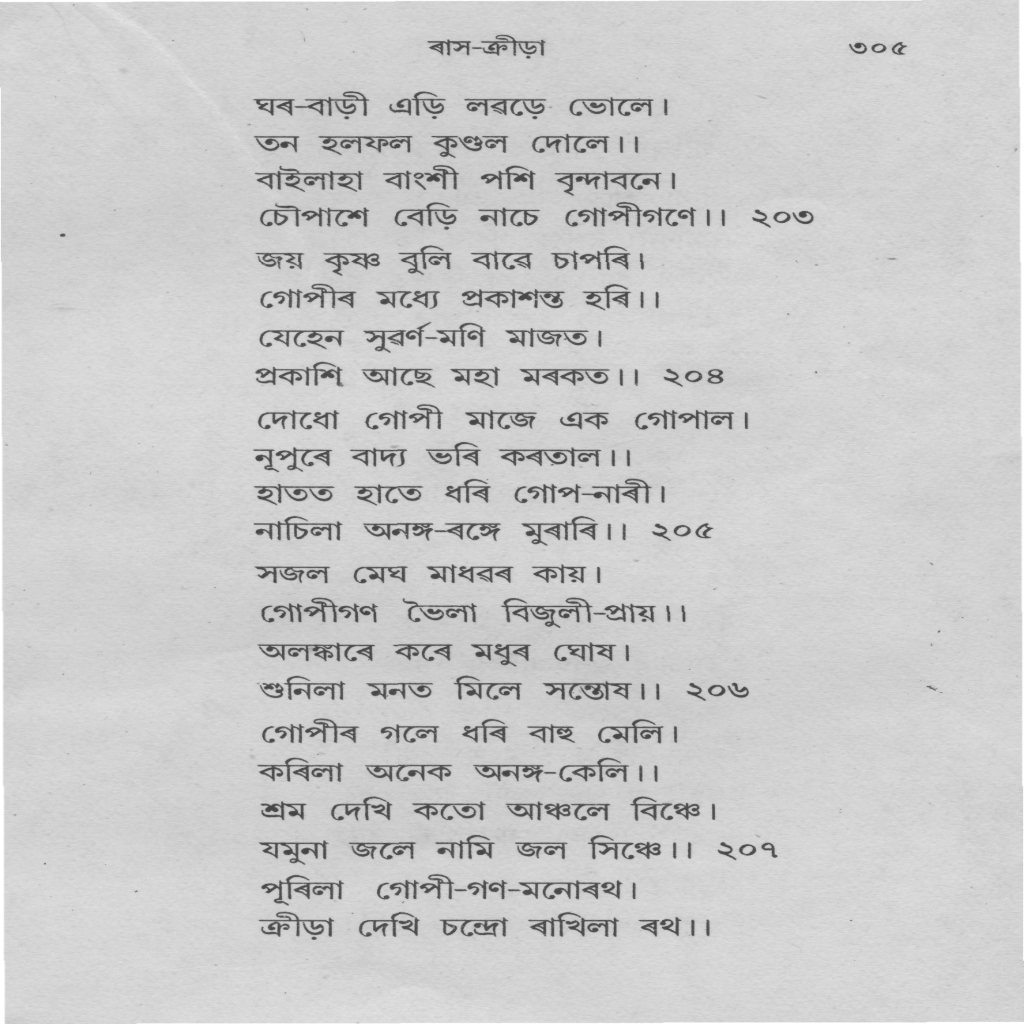 ৰাস-ক্ৰীড়া ৩০৫
ঘৰ-বাড়ী এড়ি লৱড়ে ভোলে।
তন হলফল কুণ্ডল দোলে।।
বাইলাহা বাংশী পশি বৃন্দাবনে।
চৌপাশে বেড়ি নাচে গোপীগণে।। ২০৩
জয় কৃষ্ণ বুলি বাৱে চাপৰি।
গোপীৰ মধ্যে প্ৰকাশন্ত হৰি।।
যেহেন সুৱৰ্ণ-মণি মাজত।
প্ৰকাশি আছে মহা মৰকত।। ২০৪
দোধো গোপী মাজে এক গোপাল।
নূপুৰে বাদ্য ভৰি কৰতাল।।
হাতত হাতে ধৰি গোপ-নাৰী।
নাচিলা অনঙ্গ-ৰঙ্গে মুৰাৰি।। ২০৫
সজল মেঘ মাধৱৰ কায়।
গোপীগণ ভৈলা বিজুলী-প্ৰায়।।
অলঙ্কাৰে কৰে মধুৰ ঘোষ।
শুনিলা মনত মিলে সন্তোষ।। ২০৬
গোপীৰ গলে ধৰি বাহু মেলি।
কৰিলা অনেক অনঙ্গ-কেলি।।
শ্ৰম দেখি কতো আঞ্চলে বিঞ্চে।
যমুনা জলে নামি জল সিঞ্চে।। ২০৭
পূৰিলা গোপী-গণ-মনোৰথ।
ক্ৰীড়া দেখি চন্দ্ৰো ৰাখিলা ৰথ।।